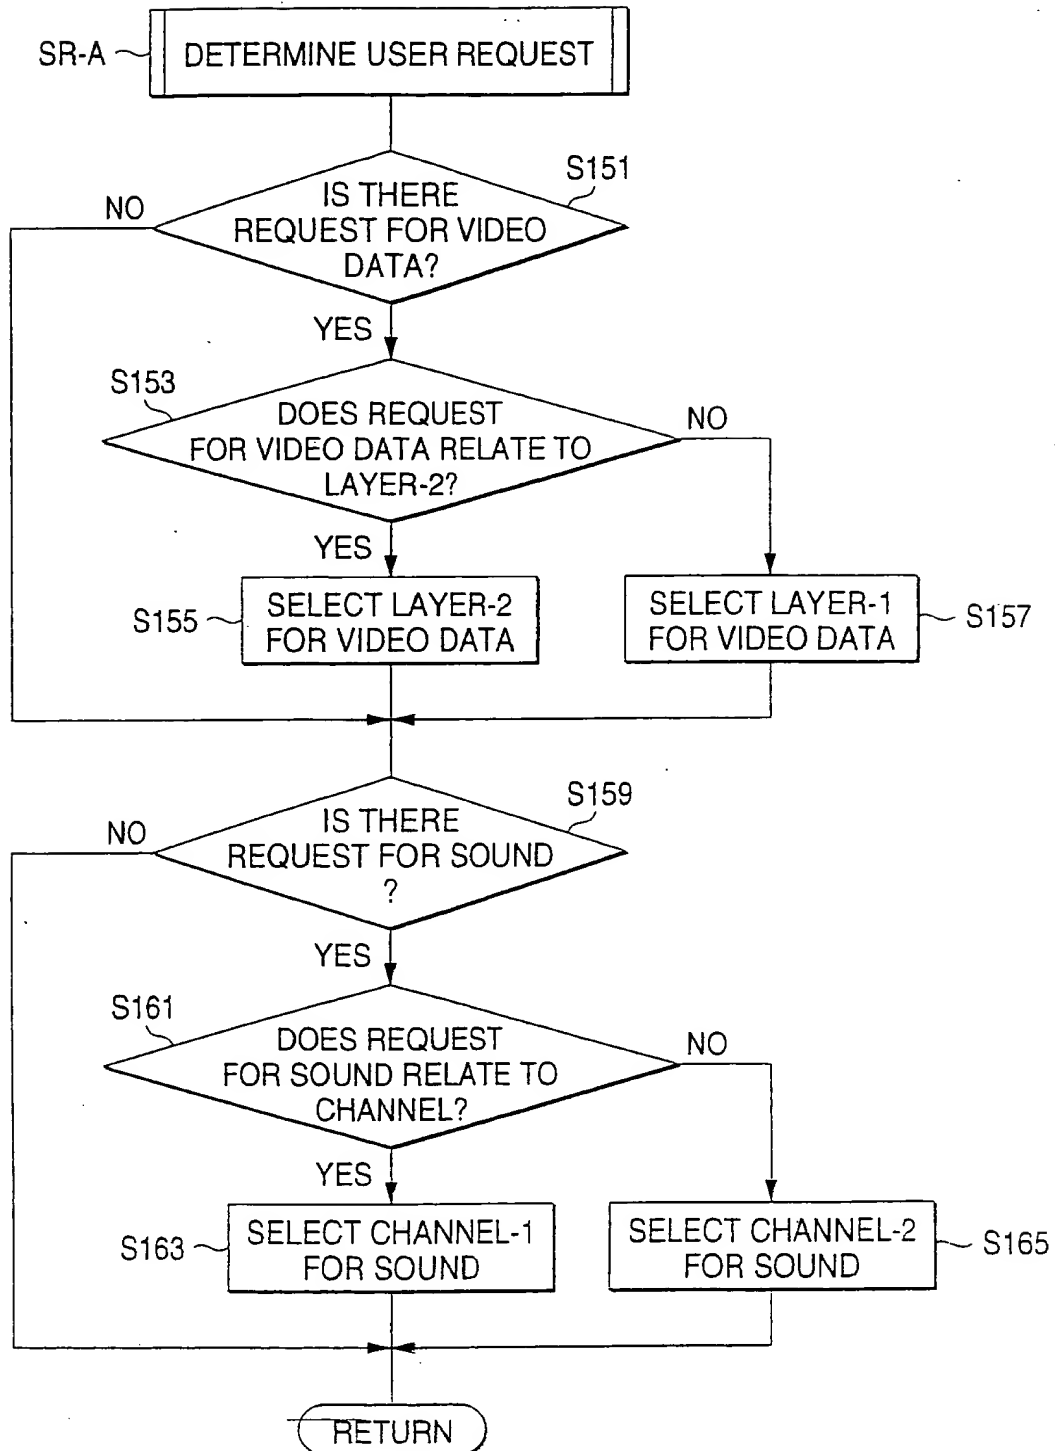 SR-A
DETERMINE USER REQUEST
S151
IS THERE
REQUEST FOR VIDEO
DATA?
NO
YES
S153
DOES REQUEST
FOR VIDEO DATA RELATE TO
LAYER-2?
NO
YES
S155
SELECT LAYER-2
FOR VIDEO DATA
SELECT LAYER-1
FOR VIDEO DATA
S157
S159
IS THERE
REQUEST FOR SOUND
?
NO
YES
S161
DOES REQUEST
FOR SOUND RELATE TO
CHANNEL?
NO
YES
S163
SELECT CHANNEL-1
FOR SOUND
SELECT CHANNEL-2
FOR SOUND
S165
RETURN